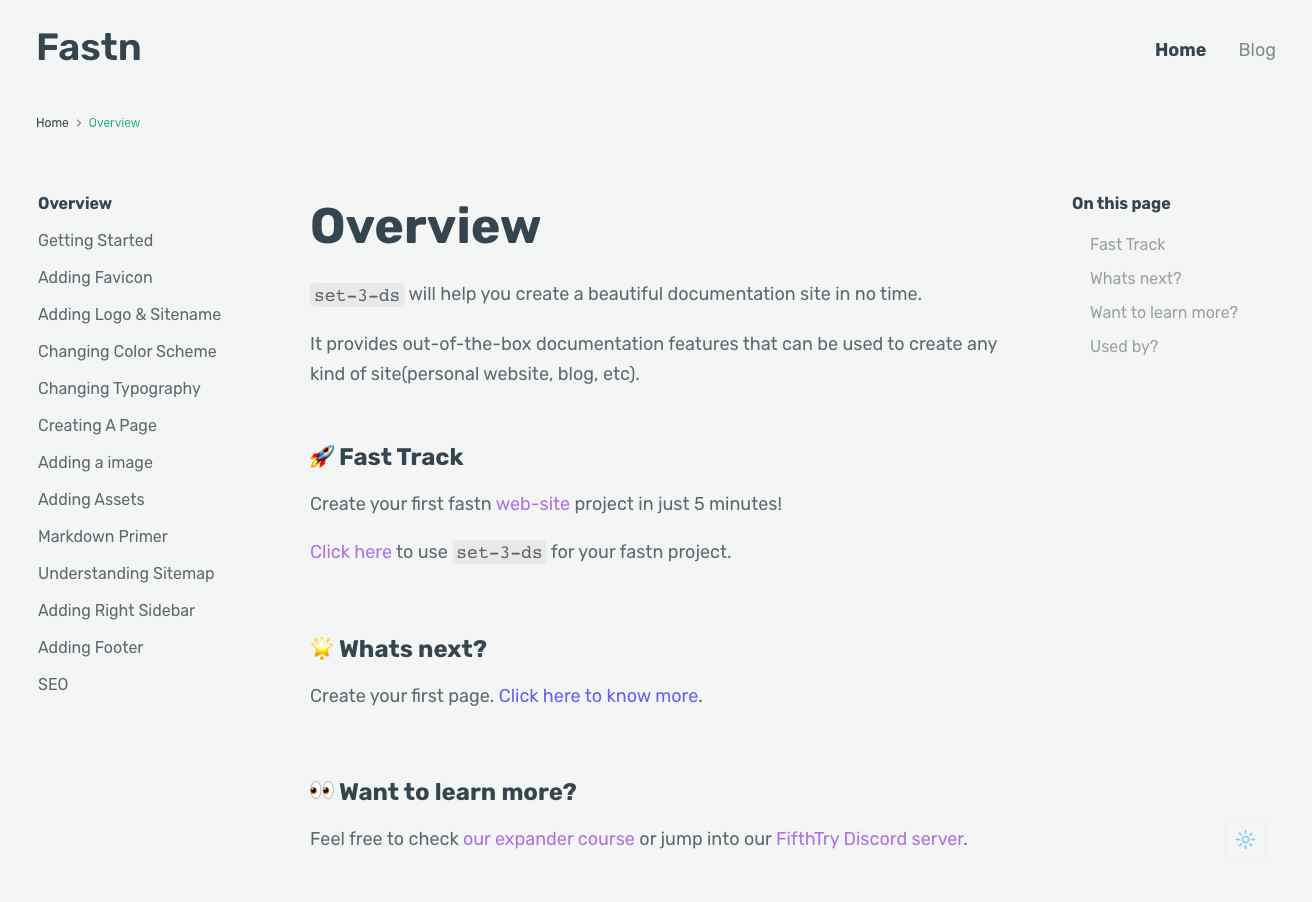 Fastn
Home
Blog
Home > Overview
Overview
Getting Started
Adding Favicon
Adding Logo & Sitename
Changing Color Scheme
Changing Typography
Creating A Page
Adding a image
Adding Assets
Markdown Primer
Understanding Sitemap
Adding Right Sidebar
Adding Footer
SEO
Overview
set-3-ds will help you create a beautiful documentation site in no time.
It provides out-of-the-box documentation features that can be used to create any
kind of site(personal website, blog, etc).
🚀 Fast Track
Create your first fastn web-site project in just 5 minutes!
Click here to use set-3-ds for your fastn project.
🌟 Whats next?
Create your first page. Click here to know more.
👀 Want to learn more?
Feel free to check our expander course or jump into our FifthTry Discord server.
On this page
Fast Track
Whats next?
Want to learn more?
Used by?